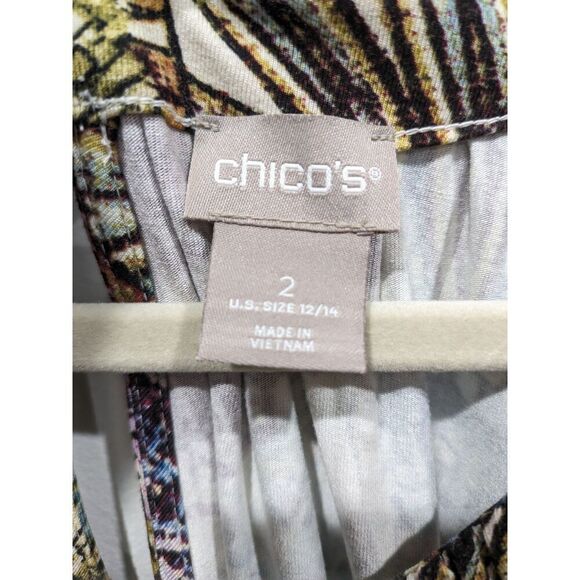 chico's®
2
U.S. SIZE 12/14
MADE IN
VIETNAM